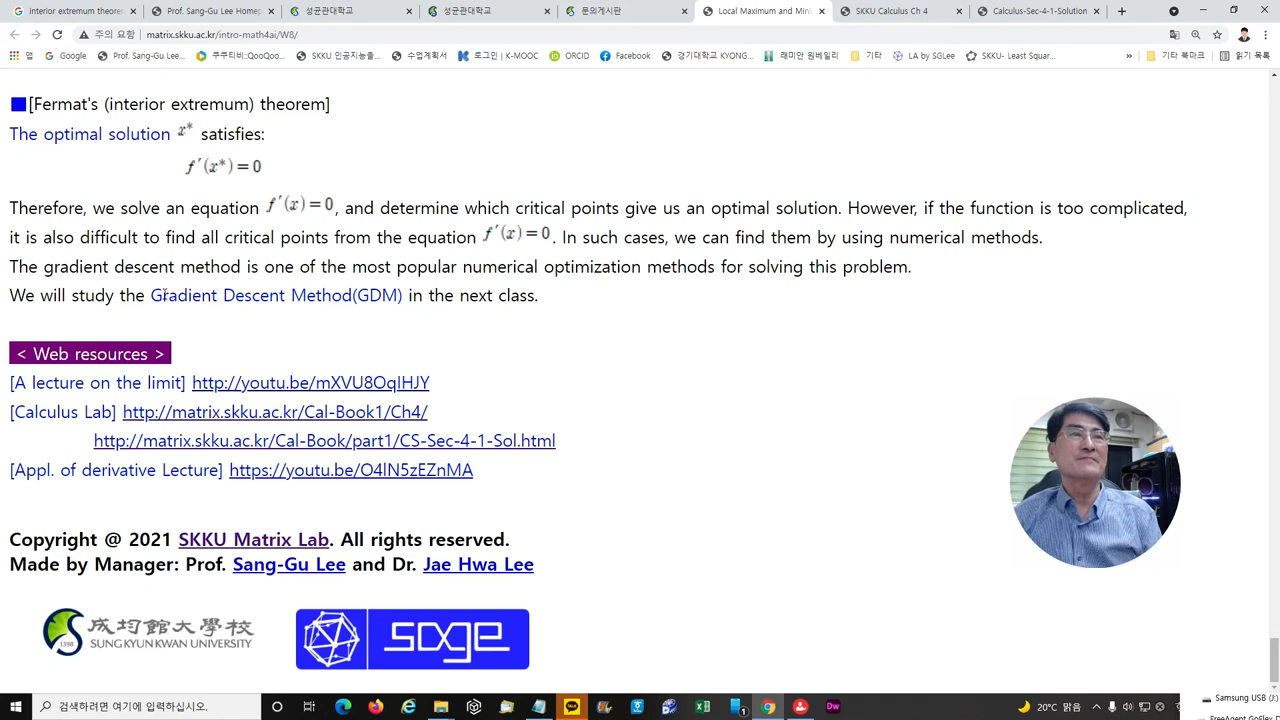 interior extremum theorem
Prof. Sang-Gu Lee Homep
성균관대학교
성균관대학교
문의게시판
Local Maximum and Mini
SKKU Calculus Ch 4
Calculus-Sec-4-1-Solution
주의 요함 | matrix.skku.ac.kr/intro-math4ai/W8/
앱
Google
Prof. Sang-Gu Lee...
쿠쿠티비::QooQoo...
SKKU 인공지능을...
수업계획서
로그인 | K-MOOC
ORCID
Facebook
경기대학교 KYONG...
래미안 원베일리
기타
LA by SGLee
SKKU- Least Squar...
»
기타 북마크
읽기 목록
[Fermat's (interior extremum) theorem]
The optimal solution x* satisfies:
f′(x*)=0
Therefore, we solve an equation f′(x)=0, and determine which critical points give us an optimal solution. However, if the function is too complicated,
it is also difficult to find all critical points from the equation f′(x)=0. In such cases, we can find them by using numerical methods.
The gradient descent method is one of the most popular numerical optimization methods for solving this problem.
We will study the Gradient Descent Method(GDM) in the next class.
< Web resources >
[A lecture on the limit] http://youtu.be/mXVU8OqIHJY
[Calculus Lab] http://matrix.skku.ac.kr/Cal-Book1/Ch4/
http://matrix.skku.ac.kr/Cal-Book/part1/CS-Sec-4-1-Sol.html
[Appl. of derivative Lecture] https://youtu.be/O4lN5zEZnMA
Copyright @ 2021 SKKU Matrix Lab. All rights reserved.
Made by Manager: Prof. Sang-Gu Lee and Dr. Jae Hwa Lee
1398
成均館大學校
SUNG KYUN KWAN UNIVERSITY
sage
검색하려면 여기에 입력하십시오.
TALK
Dw
20°C 맑음
Samsung USB (J:)